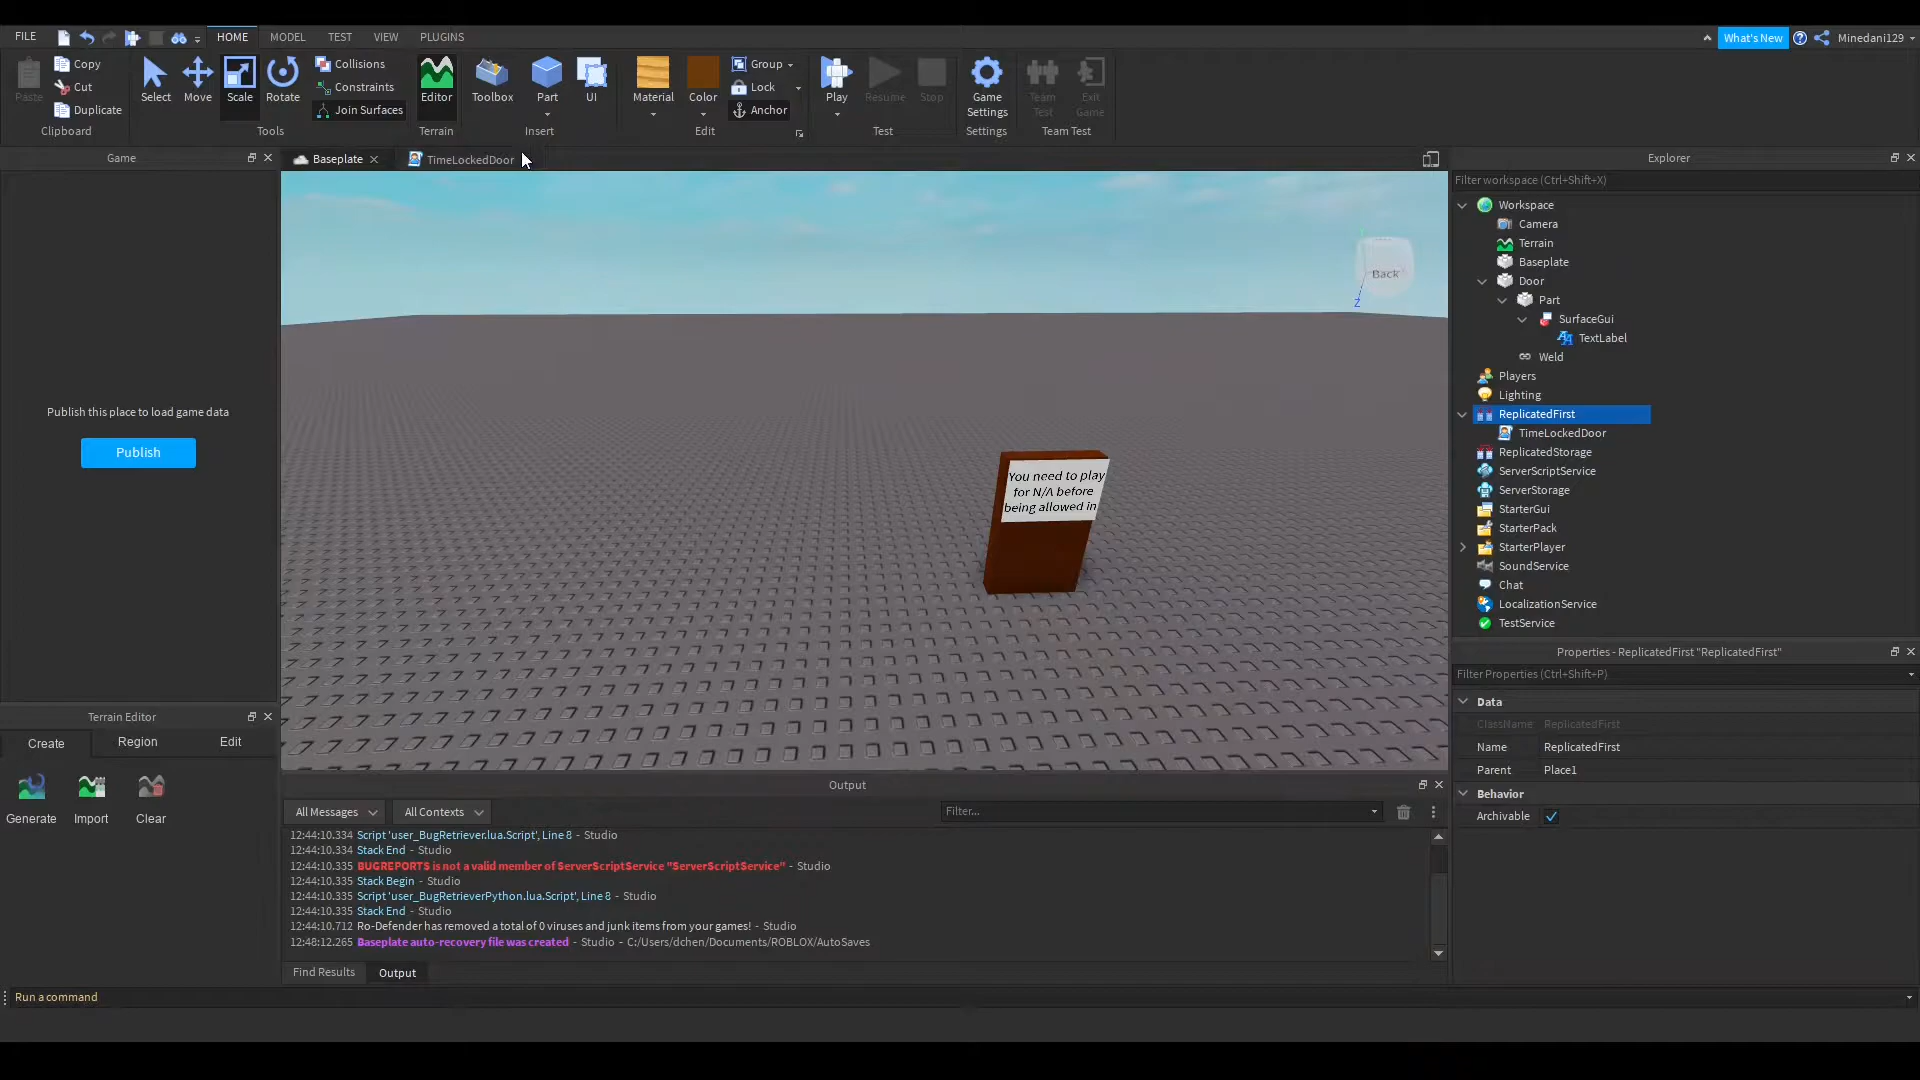 FILE
HOME
MODEL
TEST
VIEW
PLUGINS
What's New
Minedani129
Paste
Copy
Cut
Duplicate
Clipboard
Select
Move
Scale
Rotate
Collisions
Constraints
Join Surfaces
Tools
Editor
Terrain
Toolbox
Part
UI
Insert
Material
Color
Group
Lock
Anchor
Edit
Play
Resume
Stop
Test
Game
Settings
Settings
Team
Test
Exit
Game
Team Test
Game
Publish this place to load game data
Publish
Terrain Editor
Create
Region
Edit
Generate
Import
Clear
Baseplate
TimeLockedDoor
Back
Z
You need to play
for N/A before
being allowed in
Output
All Messages
All Contexts
Filter...
12:44:10.334 Script 'user_BugRetriever.lua.Script', Line 8 - Studio
12:44:10.334 Stack End - Studio
12:44:10.335 BUGREPORTS is not a valid member of ServerScriptService "ServerScriptService" - Studio
12:44:10.335 Stack Begin - Studio
12:44:10.335 Script 'user_BugRetrieverPython.lua.Script', Line 8 - Studio
12:44:10.335 Stack End - Studio
12:44:10.712 Ro-Defender has removed a total of 0 viruses and junk items from your games! - Studio
12:48:12.265 Baseplate auto-recovery file was created - Studio - C:/Users/dchen/Documents/ROBLOX/AutoSaves
Find Results
Output
Run a command
Explorer
Filter workspace (Ctrl+Shift+X)
Workspace
Camera
Terrain
Baseplate
Door
Part
SurfaceGui
TextLabel
Weld
Players
Lighting
ReplicatedFirst
TimeLockedDoor
ReplicatedStorage
ServerScriptService
ServerStorage
StarterGui
StarterPack
StarterPlayer
SoundService
Chat
LocalizationService
TestService
Properties - ReplicatedFirst "ReplicatedFirst"
Filter Properties (Ctrl+Shift+P)
Data
ClassName ReplicatedFirst
Name ReplicatedFirst
Parent Place1
Behavior
Archivable